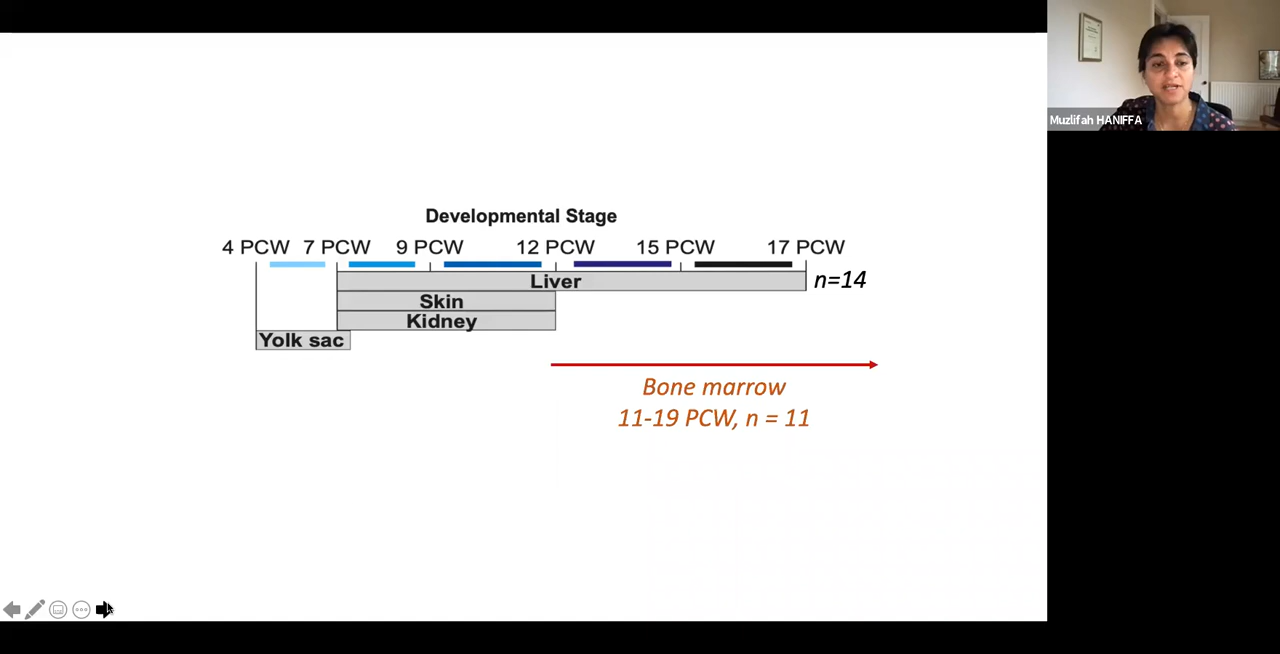 Muzlifah HANIFFA
Developmental Stage
4 PCW 7 PCW 9 PCW 12 PCW 15 PCW 17 PCW
Liver n=14
Skin
Kidney
Yolk sac
Bone marrow
11-19 PCW, n = 11